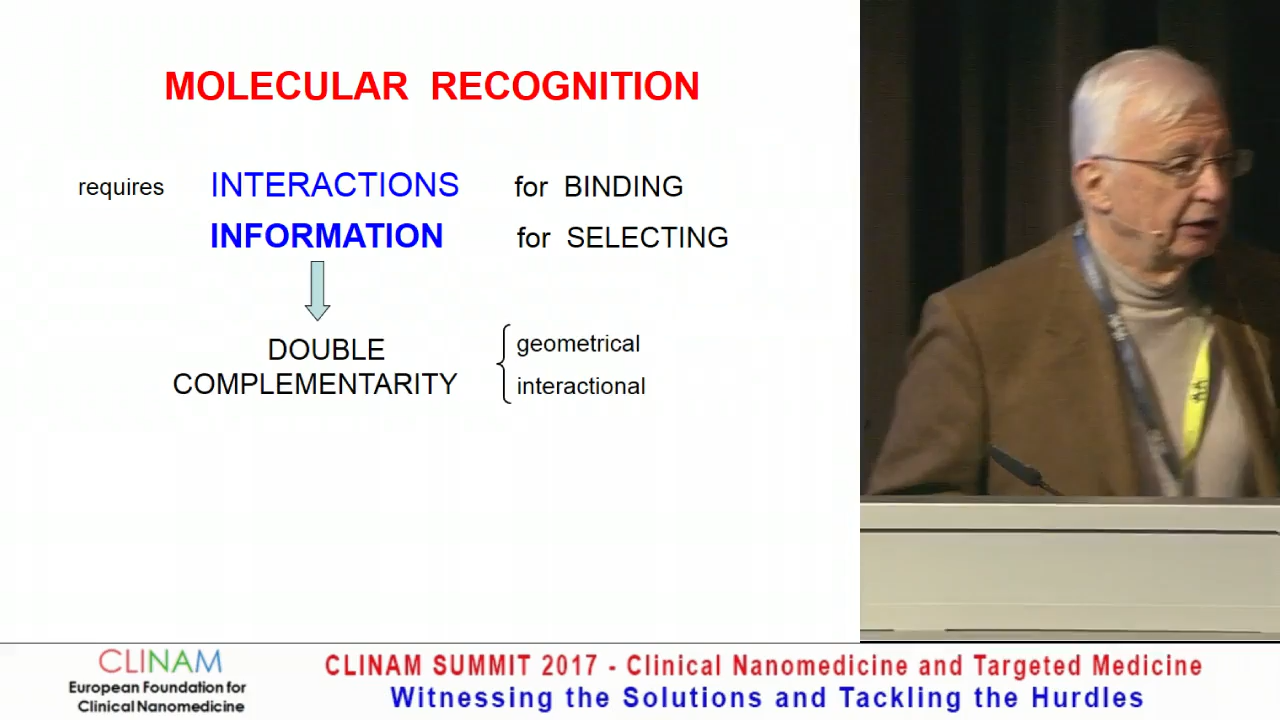 MOLECULAR RECOGNITION
requires INTERACTIONS for BINDING
INFORMATION for SELECTING
DOUBLE
COMPLEMENTARITY
geometrical
interactional
CLINAM
European Foundation for
Clinical Nanomedicine
CLINAM SUMMIT 2017 - Clinical Nanomedicine and Targeted Medicine
Witnessing the Solutions and Tackling the Hurdles